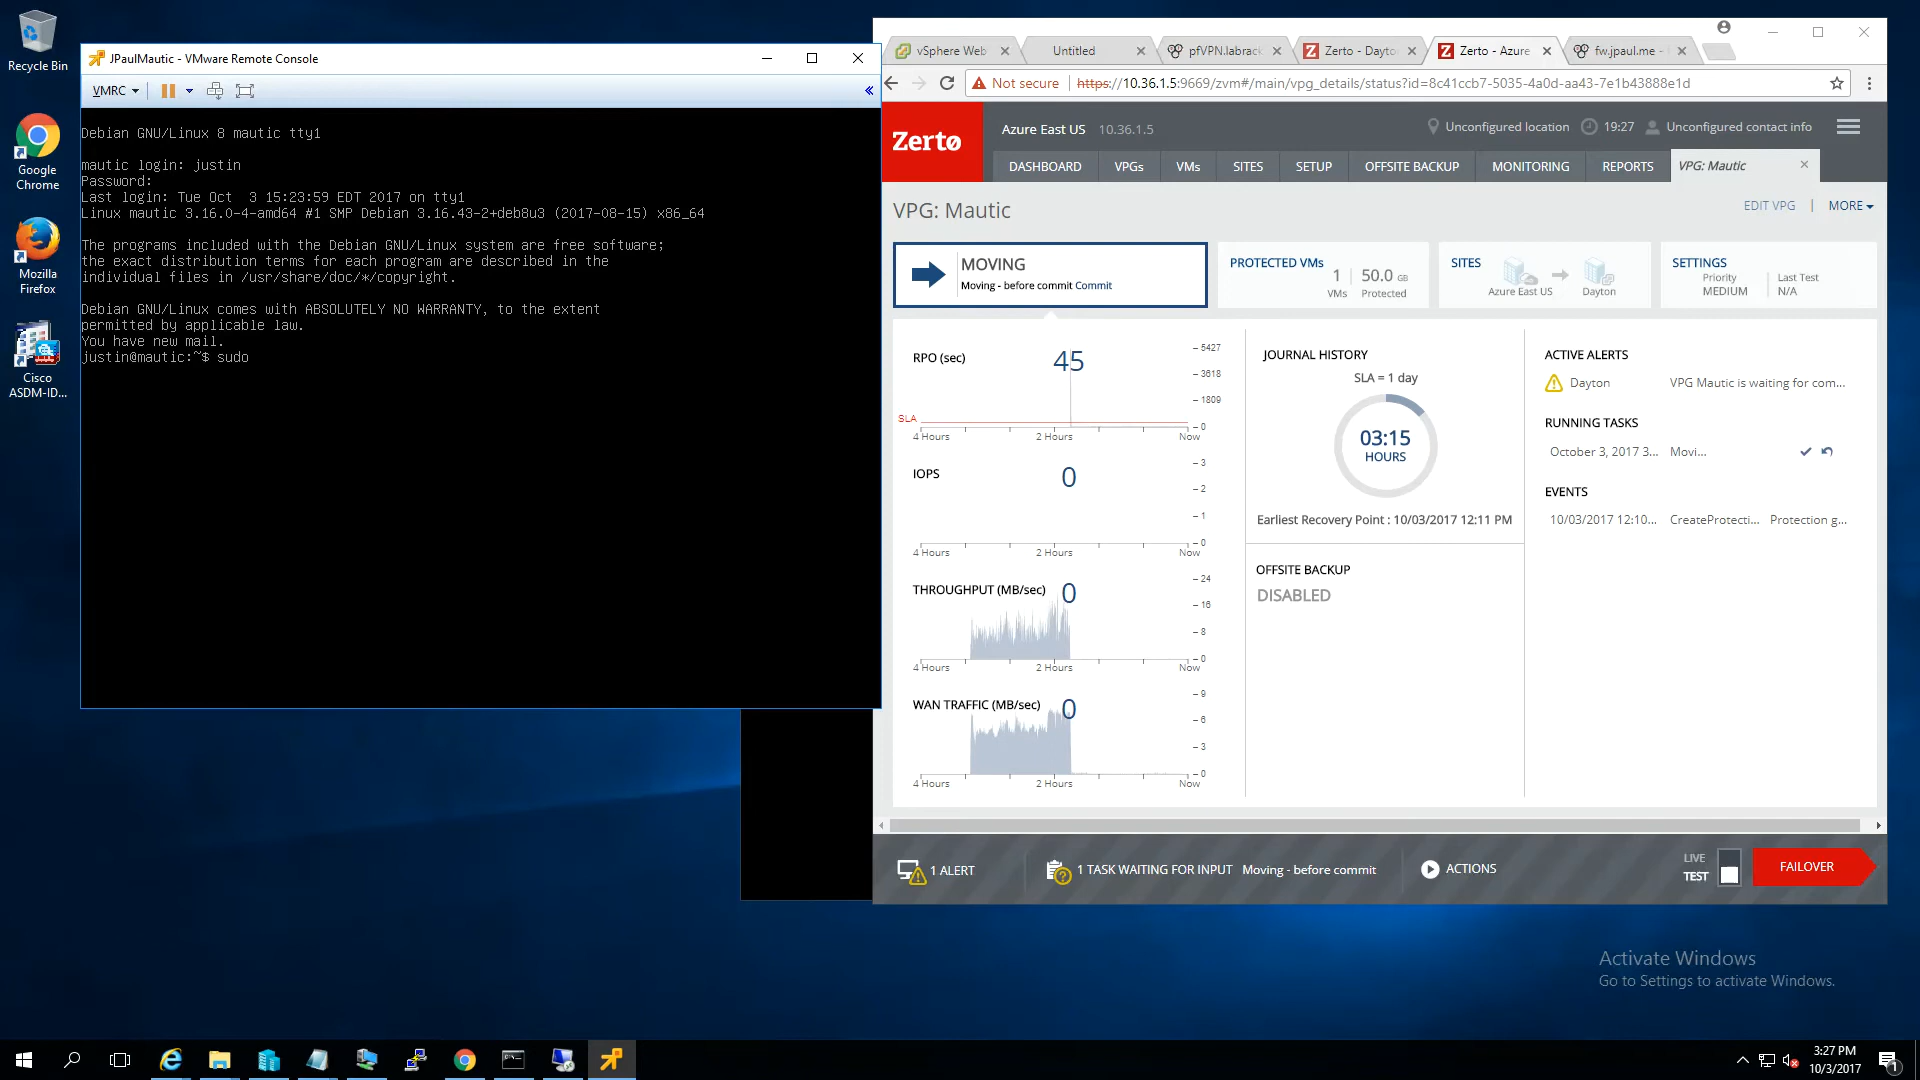 Recycle Bin
Google
Chrome
Mozilla
Firefox
Cisco
ASDM-ID...
JPaulMautic - VMware Remote Console
VMRC
Debian GNU/Linux 8 mautic tty1
mautic login: justin
Password:
Last login: Tue Oct  3 15:23:59 EDT 2017 on tty1
Linux mautic 3.16.0-4-amd64 #1 SMP Debian 3.16.43-2+deb8u3 (2017-08-15) x86_64
The programs included with the Debian GNU/Linux system are free software;
the exact distribution terms for each program are described in the
individual files in /usr/share/doc/*/copyright.
Debian GNU/Linux comes with ABSOLUTELY NO WARRANTY, to the extent
permitted by applicable law.
You have new mail.
justin@mautic:~$ sudo
vSphere Web
Untitled
pfVPN.labrack
Zerto - Dayto
Zerto - Azure
fw.jpaul.me -
Not secure
https://10.36.1.5:9669/zvm#/main/vpg_details/status?id=8c41ccb7-5035-4a0d-aa43-7e1b43888e1d
Zerto
Azure East US 10.36.1.5
Unconfigured location
19:27
Unconfigured contact info
DASHBOARD
VPGs
VMs
SITES
SETUP
OFFSITE BACKUP
MONITORING
REPORTS
VPG: Mautic
VPG: Mautic
EDIT VPG | MORE
MOVING
Moving - before commit Commit
PROTECTED VMs
1
VMs
50.0 GB
Protected
SITES
Azure East US
Dayton
SETTINGS
Priority
MEDIUM
Last Test
N/A
RPO (sec)
45
5427
3618
1809
0
SLA
4 Hours
2 Hours
Now
IOPS
0
3
2
1
0
4 Hours
2 Hours
Now
THROUGHPUT (MB/sec)
0
24
16
8
0
4 Hours
2 Hours
Now
WAN TRAFFIC (MB/sec)
0
9
6
3
0
4 Hours
2 Hours
Now
JOURNAL HISTORY
SLA = 1 day
03:15
HOURS
Earliest Recovery Point : 10/03/2017 12:11 PM
OFFSITE BACKUP
DISABLED
ACTIVE ALERTS
Dayton
VPG Mautic is waiting for com...
RUNNING TASKS
October 3, 2017 3...
Movi...
EVENTS
10/03/2017 12:10...
CreateProtecti...
Protection g...
1 ALERT
1 TASK WAITING FOR INPUT
Moving - before commit
ACTIONS
LIVE
TEST
FAILOVER
Activate Windows
Go to Settings to activate Windows.
3:27 PM
10/3/2017
1